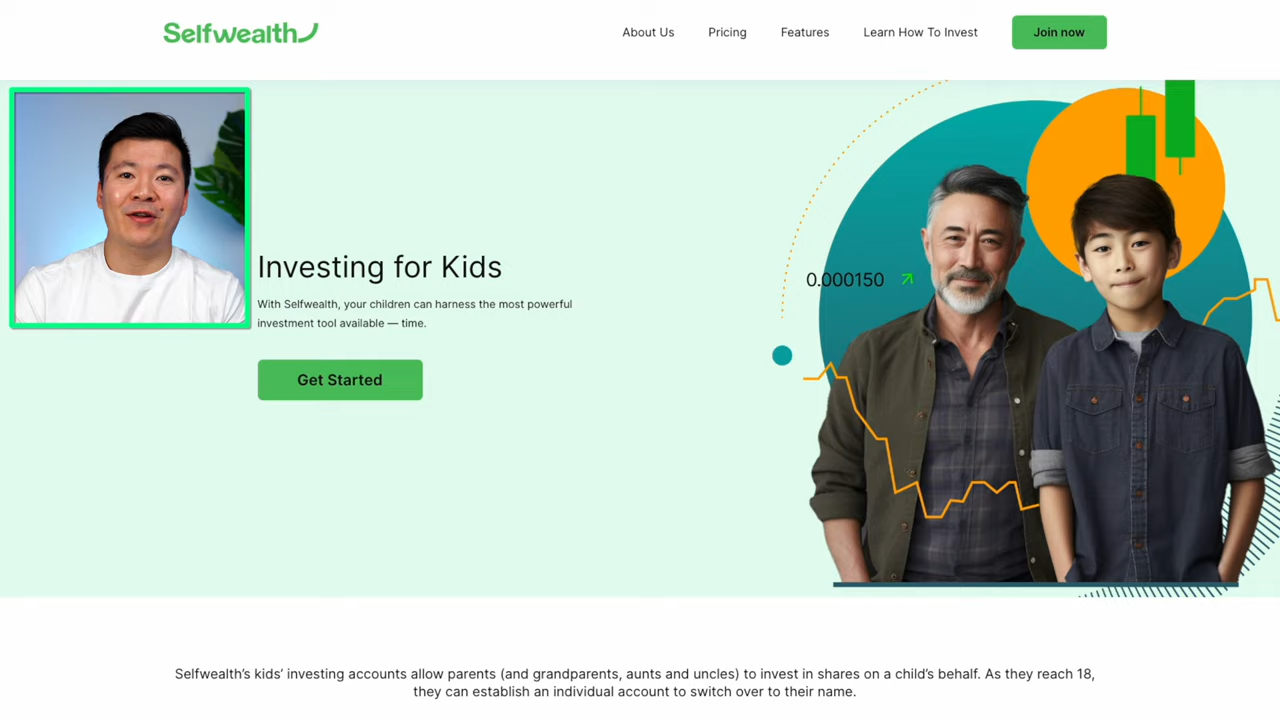 Selfwealth
About Us
Pricing
Features
Learn How To Invest
Join now
Investing for Kids
With Selfwealth, your children can harness the most powerful
investment tool available — time.
Get Started
0.000150
Selfwealth’s kids’ investing accounts allow parents (and grandparents, aunts and uncles) to invest in shares on a child’s behalf. As they reach 18,
they can establish an individual account to switch over to their name.